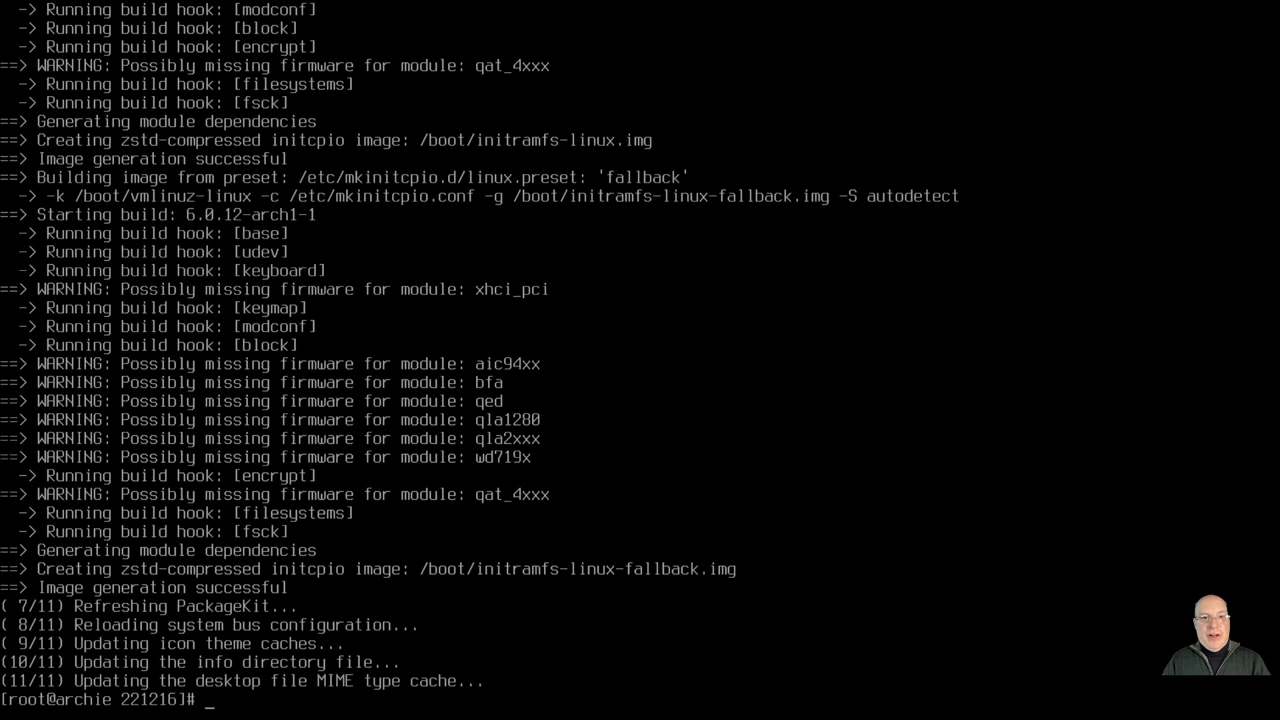 -> Running build hook: [modconf]
-> Running build hook: [block]
-> Running build hook: [encrypt]
==> WARNING: Possibly missing firmware for module: qat_4xxx
-> Running build hook: [filesystems]
-> Running build hook: [fsck]
==> Generating module dependencies
==> Creating zstd-compressed initcpio image: /boot/initramfs-linux.img
==> Image generation successful
==> Building image from preset: /etc/mkinitcpio.d/linux.preset: 'fallback'
-> -k /boot/vmlinuz-linux -c /etc/mkinitcpio.conf -g /boot/initramfs-linux-fallback.img -S autodetect
==> Starting build: 6.0.12-arch1-1
-> Running build hook: [base]
-> Running build hook: [udev]
-> Running build hook: [keyboard]
==> WARNING: Possibly missing firmware for module: xhci_pci
-> Running build hook: [keymap]
-> Running build hook: [modconf]
-> Running build hook: [block]
==> WARNING: Possibly missing firmware for module: aic94xx
==> WARNING: Possibly missing firmware for module: bfa
==> WARNING: Possibly missing firmware for module: qed
==> WARNING: Possibly missing firmware for module: qla1280
==> WARNING: Possibly missing firmware for module: qla2xxx
==> WARNING: Possibly missing firmware for module: wd719x
-> Running build hook: [encrypt]
==> WARNING: Possibly missing firmware for module: qat_4xxx
-> Running build hook: [filesystems]
-> Running build hook: [fsck]
==> Generating module dependencies
==> Creating zstd-compressed initcpio image: /boot/initramfs-linux-fallback.img
==> Image generation successful
( 7/11) Refreshing PackageKit...
( 8/11) Reloading system bus configuration...
( 9/11) Updating icon theme caches...
(10/11) Updating the info directory file...
(11/11) Updating the desktop file MIME type cache...
[root@archie 221216]# _